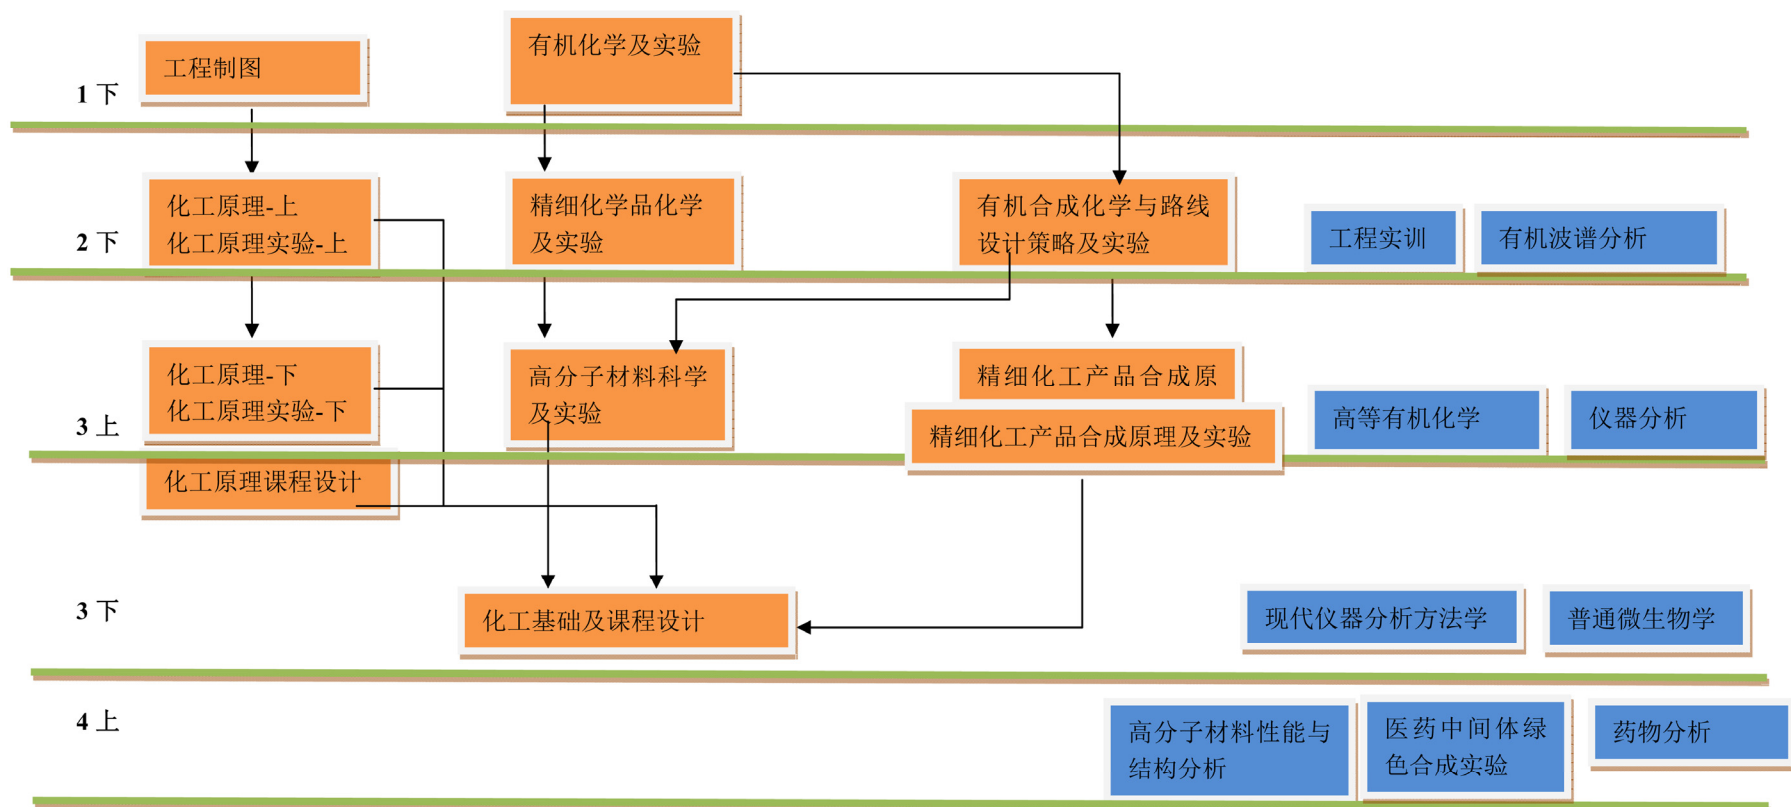 工程制图
有机化学及实验
1下
化工原理-上
化工原理实验-上
精细化学品化学
及实验
有机合成化学与路线
设计策略及实验
工程实训
有机波谱分析
2下
化工原理-下
化工原理实验-下
高分子材料科学
及实验
精细化工产品合成原
精细化工产品合成原理及实验
高等有机化学
仪器分析
3上
化工原理课程设计
3下
化工基础及课程设计
现代仪器分析方法学
普通微生物学
4上
高分子材料性能与
结构分析
医药中间体绿
色合成实验
药物分析